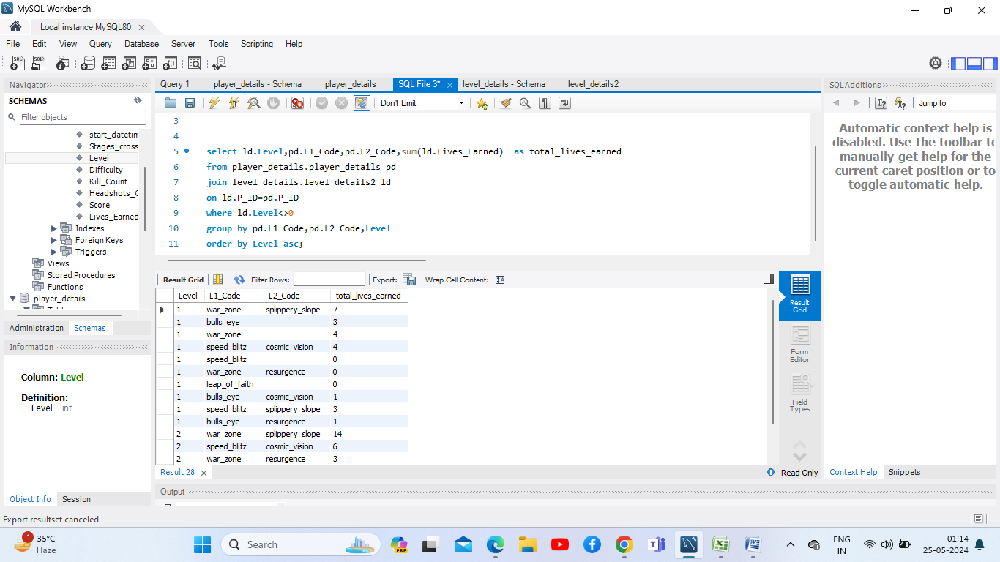 MySQL Workbench
Local instance MySQL80
File Edit View Query Database Server Tools Scripting Help
Navigator
SCHEMAS
Filter objects
start_datetim
Stages_cross
Level
Difficulty
Kill_Count
Headshots_C
Score
Lives_Earned
Indexes
Foreign Keys
Triggers
Views
Stored Procedures
Functions
player_details
Administration Schemas
Information
Column: Level
Definition:
Level int
Object Info Session
Query 1 player_details - Schema player_details SQL File 3* level_details - Schema level_details2
Don't Limit
3
4
5 select ld.Level,pd.L1_Code,pd.L2_Code,sum(ld.Lives_Earned) as total_lives_earned
6 from player_details.player_details pd
7 join level_details.level_details2 ld
8 on ld.P_ID=pd.P_ID
9 where ld.Level<>0
10 group by pd.L1_Code,pd.L2_Code,Level
11 order by Level asc;
Result Grid Filter Rows: Export: Wrap Cell Content:
Level L1_Code L2_Code total_lives_earned
1 war_zone splippery_slope 7
1 bulls_eye 3
1 war_zone 4
1 speed_blitz cosmic_vision 4
1 speed_blitz 0
1 war_zone resurgence 0
1 leap_of_faith 0
1 bulls_eye cosmic_vision 1
1 speed_blitz splippery_slope 3
1 bulls_eye resurgence 1
2 war_zone splippery_slope 14
2 speed_blitz cosmic_vision 6
2 war_zone resurgence 3
Result Grid
Form Editor
Field Types
Result 28
Read Only
Output
SQLAdditions
Jump to
Automatic context help is
disabled. Use the toolbar to
manually get help for the
current caret position or to
toggle automatic help.
Context Help Snippets
Export resultset canceled
1
35°C
Haze
Search
PRE
ENG
IN
01:14
25-05-2024